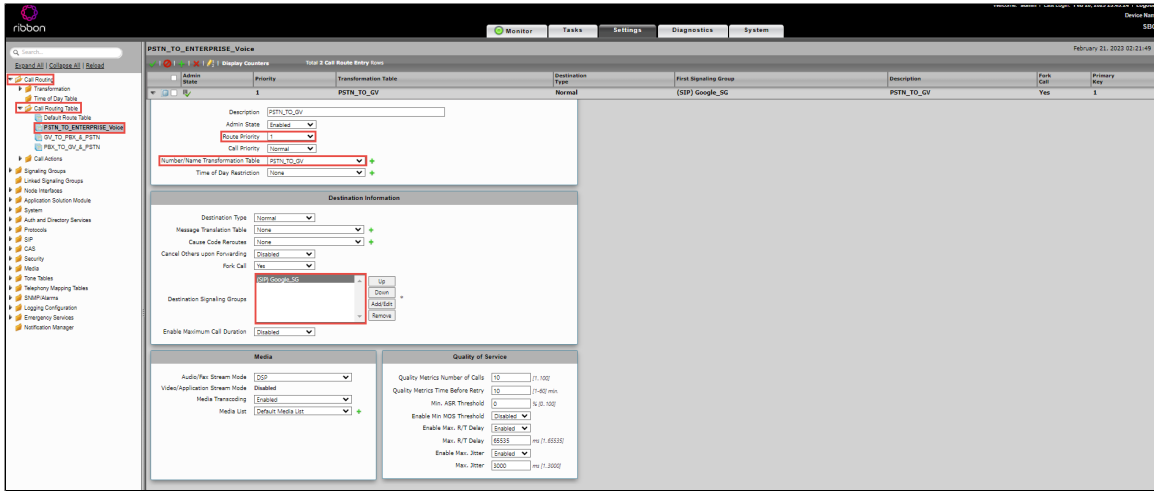 ribbon
Device Nam
SBC
Monitor Tasks Settings Diagnostics System
Search...
Expand All | Collapse All | Reload
Call Routing
Transformation
Time of Day Table
Call Routing Table
Default Route Table
PSTN_TO_ENTERPRISE_Voice
GV_TO_PBX_&_PSTN
PBX_TO_GV_&_PSTN
Call Actions
Signaling Groups
Linked Signaling Groups
Node Interfaces
Application Solution Module
System
Auth and Directory Services
Protocols
SIP
CAS
Security
Media
Tone Tables
Telephony Mapping Tables
SNMP/Alarms
Logging Configuration
Emergency Services
Notification Manager
PSTN_TO_ENTERPRISE_Voice
February 21, 2023 02:21:49
Display Counters Total 2 Call Route Entry Rows
Admin State Priority Transformation Table Destination Type First Signaling Group Description Fork Call Primary Key
1 PSTN_TO_GV Normal (SIP) Google_SG PSTN_TO_GV Yes 1
Description PSTN_TO_GV
Admin State Enabled
Route Priority 1
Call Priority Normal
Number/Name Transformation Table PSTN_TO_GV
Time of Day Restriction None
Destination Information
Destination Type Normal
Message Translation Table None
Cause Code Reroutes None
Cancel Others upon Forwarding Disabled
Fork Call Yes
Destination Signaling Groups (SIP) Google_SG
Up
Down
Add/Edit
Remove
Enable Maximum Call Duration Disabled
Media
Audio/Fax Stream Mode DSP
Video/Application Stream Mode Disabled
Media Transcoding Enabled
Media List Default Media List
Quality of Service
Quality Metrics Number of Calls 10 [1..100]
Quality Metrics Time Before Retry 10 [1-60] min.
Min. ASR Threshold 0 % [0..100]
Enable Min MOS Threshold Disabled
Enable Max. R/T Delay Enabled
Max. R/T Delay 65535 ms [1..65535]
Enable Max. Jitter Enabled
Max. Jitter 3000 ms [1..3000]